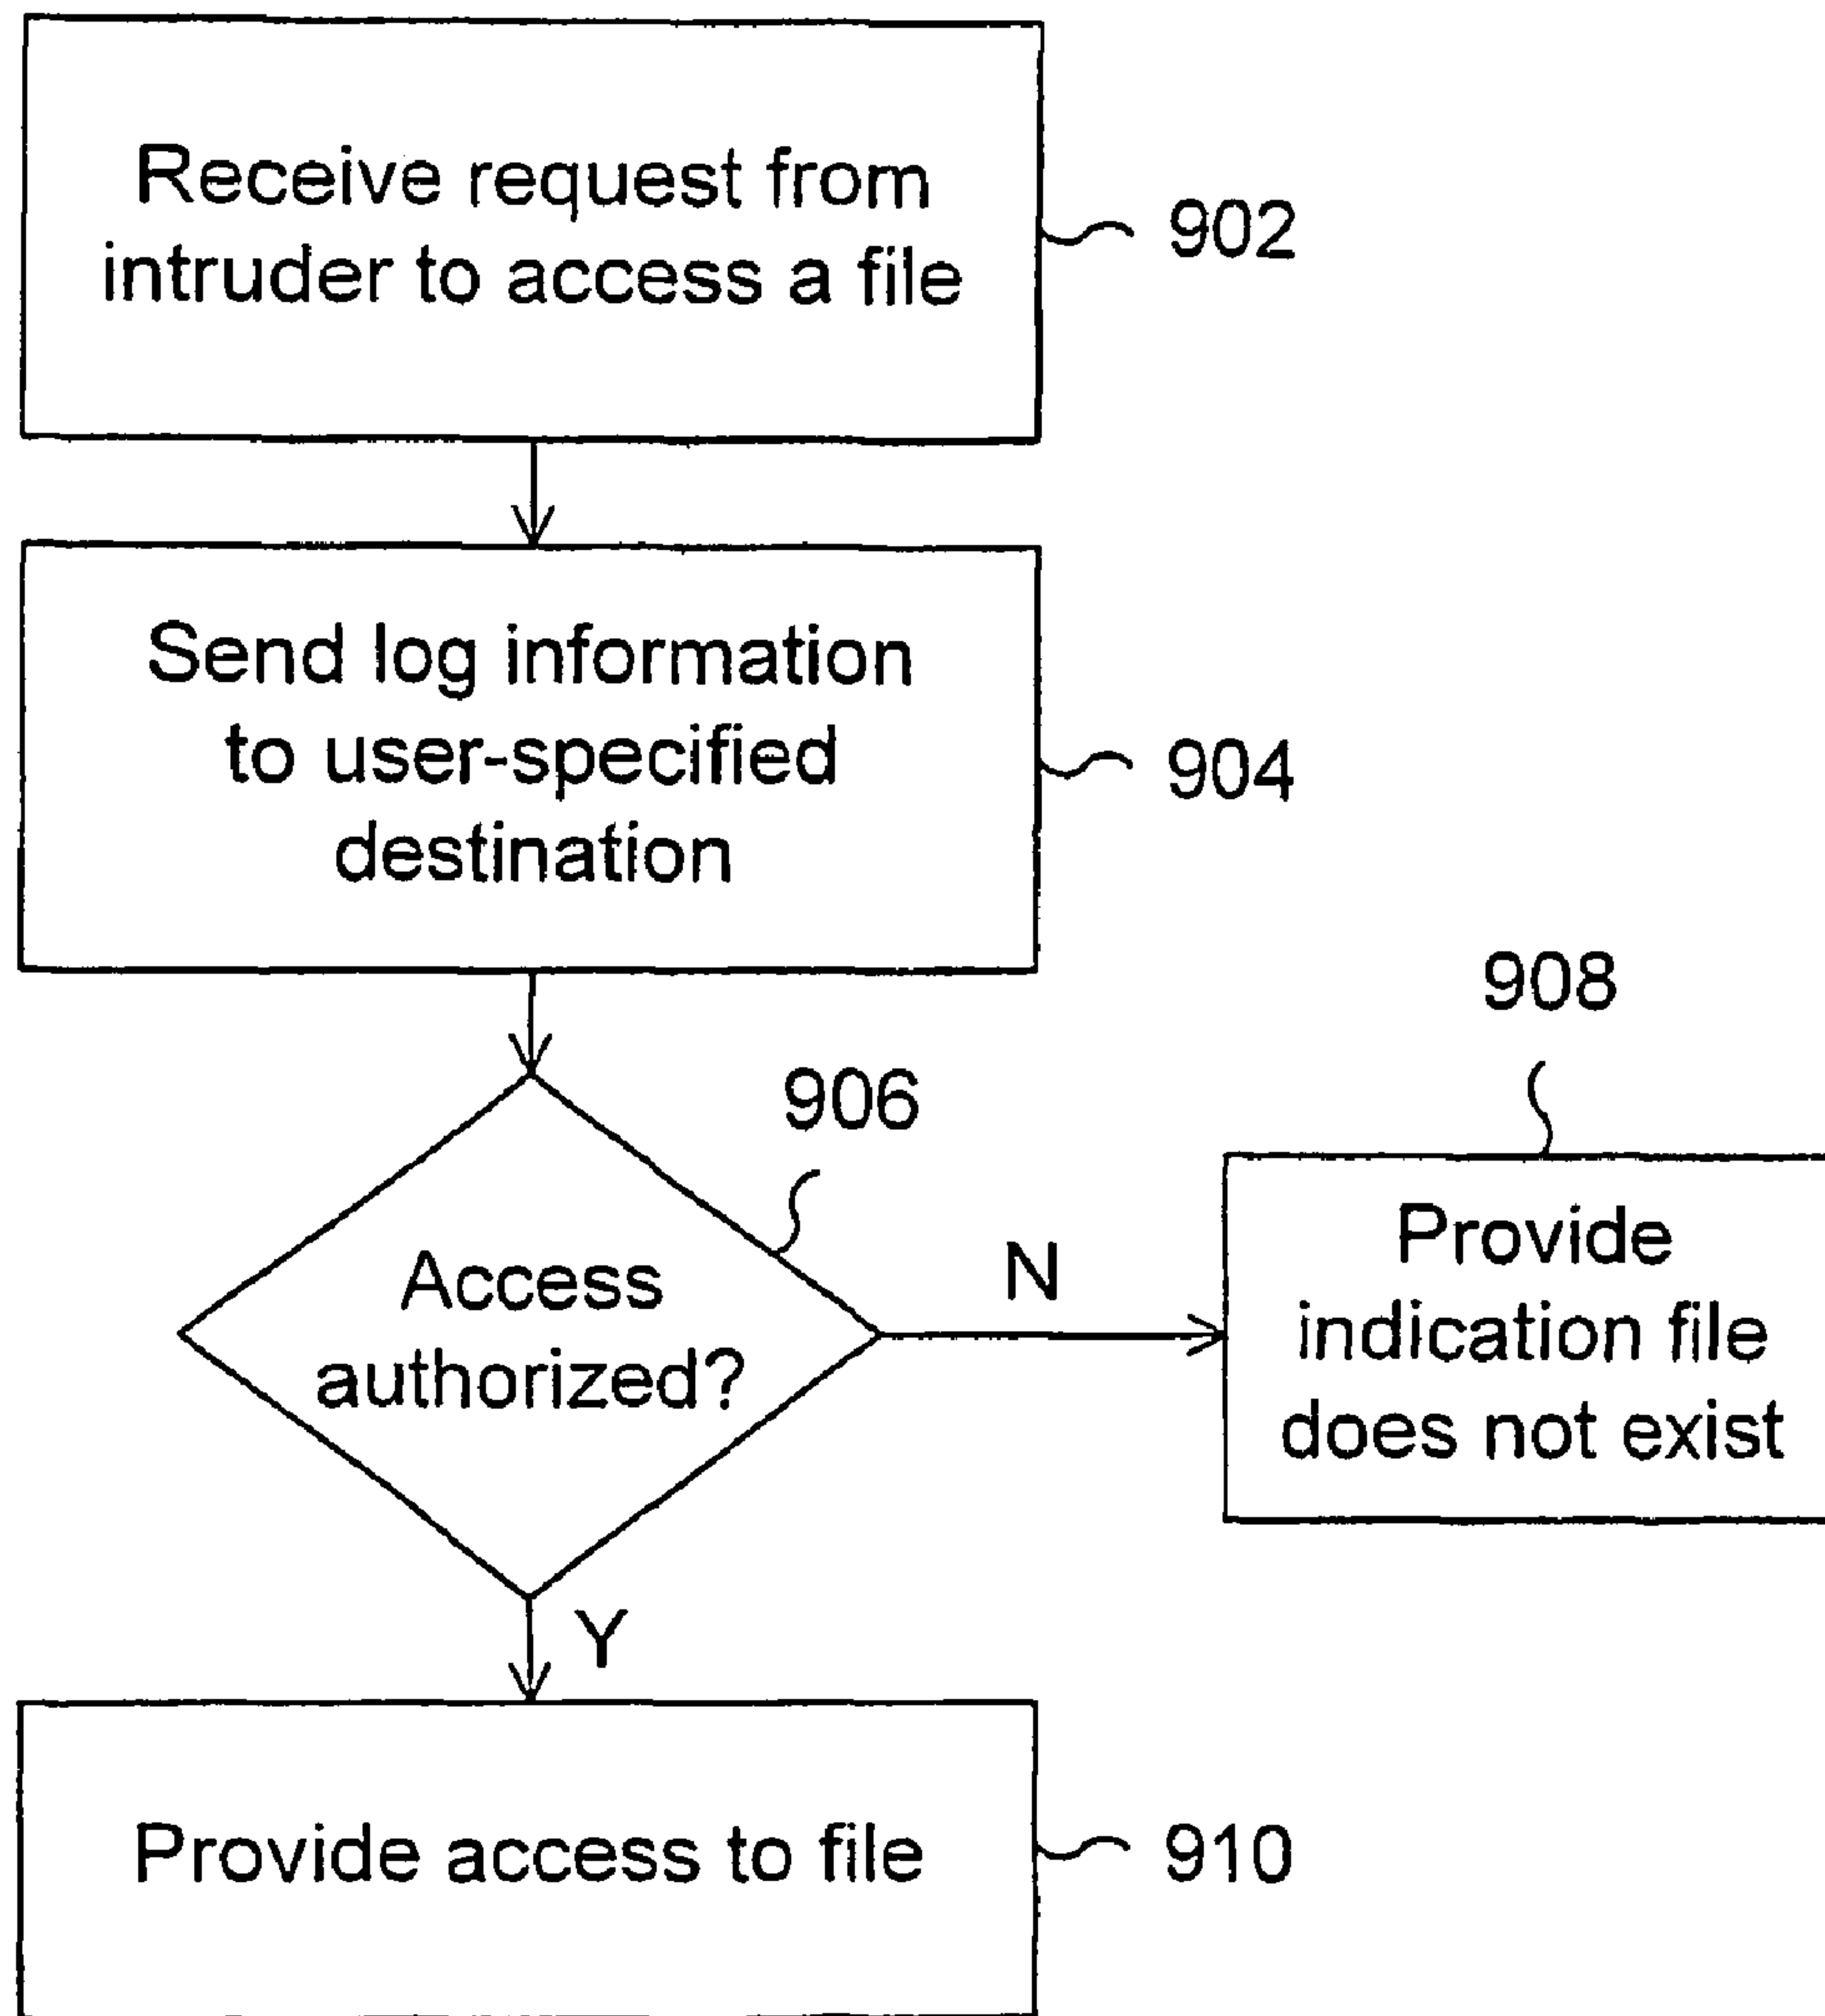 Receive request from
intruder to access a file
902
Send log information
to user-specified
destination
904
908
906
Access
authorized?
N
Provide
indication file
does not exist
Y
Provide access to file
910